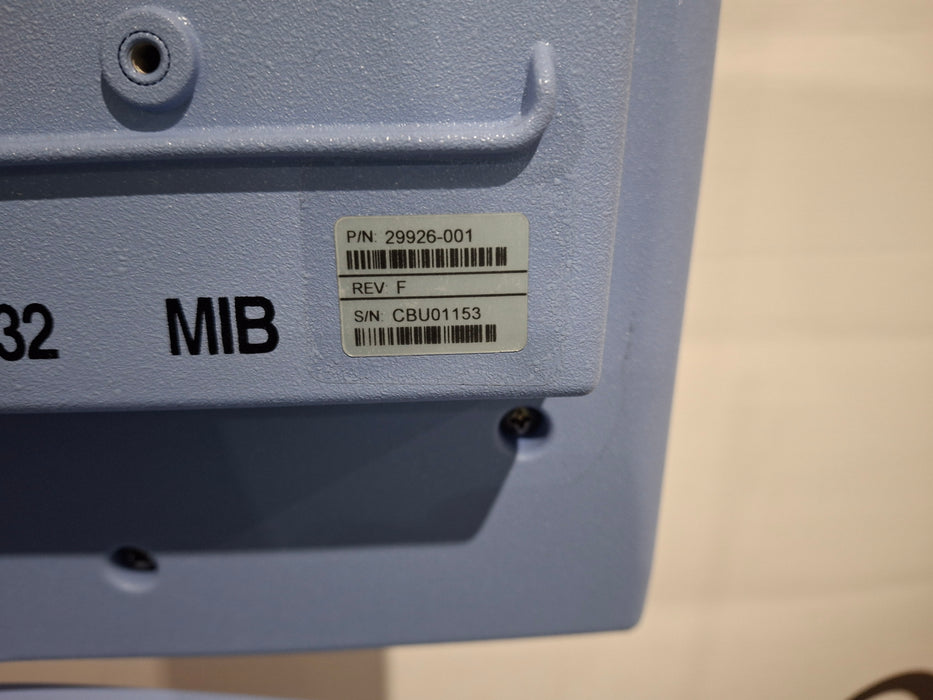 P/N: 29926-001
REV: F
S/N: CBU01153
32 MIB